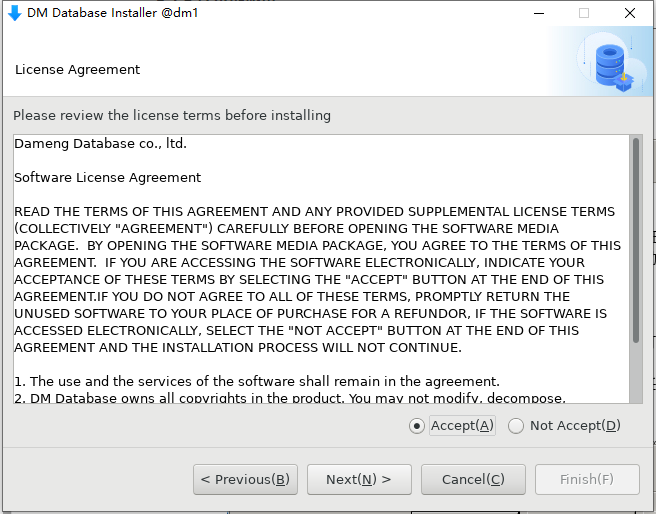 DM Database Installer @dm1
License Agreement
Please review the license terms before installing
Dameng Database co., ltd.
Software License Agreement
READ THE TERMS OF THIS AGREEMENT AND ANY PROVIDED SUPPLEMENTAL LICENSE TERMS
(COLLECTIVELY "AGREEMENT") CAREFULLY BEFORE OPENING THE SOFTWARE MEDIA
PACKAGE.  BY OPENING THE SOFTWARE MEDIA PACKAGE, YOU AGREE TO THE TERMS OF THIS
AGREEMENT.  IF YOU ARE ACCESSING THE SOFTWARE ELECTRONICALLY, INDICATE YOUR
ACCEPTANCE OF THESE TERMS BY SELECTING THE "ACCEPT" BUTTON AT THE END OF THIS
AGREEMENT.IF YOU DO NOT AGREE TO ALL OF THESE TERMS, PROMPTLY RETURN THE
UNUSED SOFTWARE TO YOUR PLACE OF PURCHASE FOR A REFUNDOR, IF THE SOFTWARE IS
ACCESSED ELECTRONICALLY, SELECT THE "NOT ACCEPT" BUTTON AT THE END OF THIS
AGREEMENT AND THE INSTALLATION PROCESS WILL NOT CONTINUE.
1. The use and the services of the software shall remain in the agreement.
2. DM Database owns all copyrights in the product. You may not modify, decompose,
Accept(A) Not Accept(D)
< Previous(B) Next(N) > Cancel(C) Finish(F)